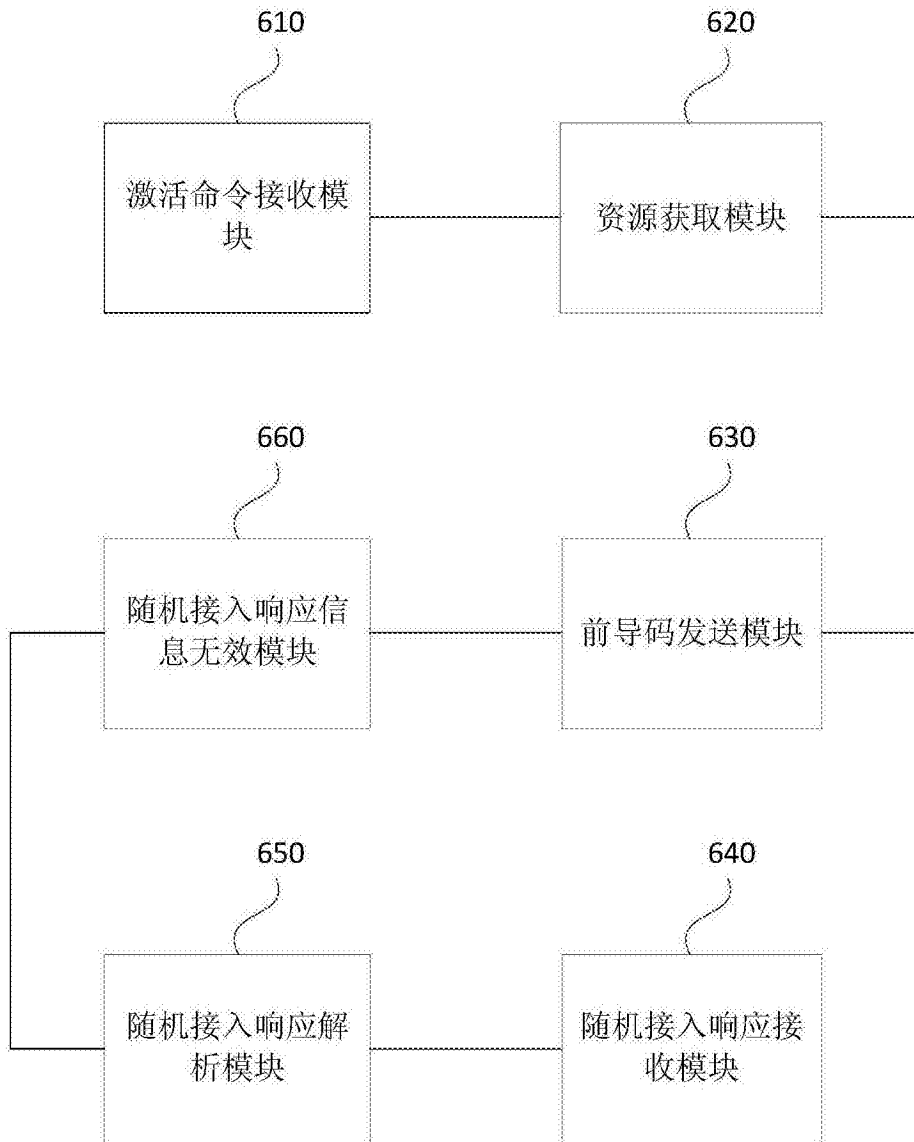 610
620
激活命令接收模
块
资源获取模块
660
630
随机接入响应信
息无效模块
前导码发送模块
650
640
随机接入响应解
析模块
随机接入响应接
收模块